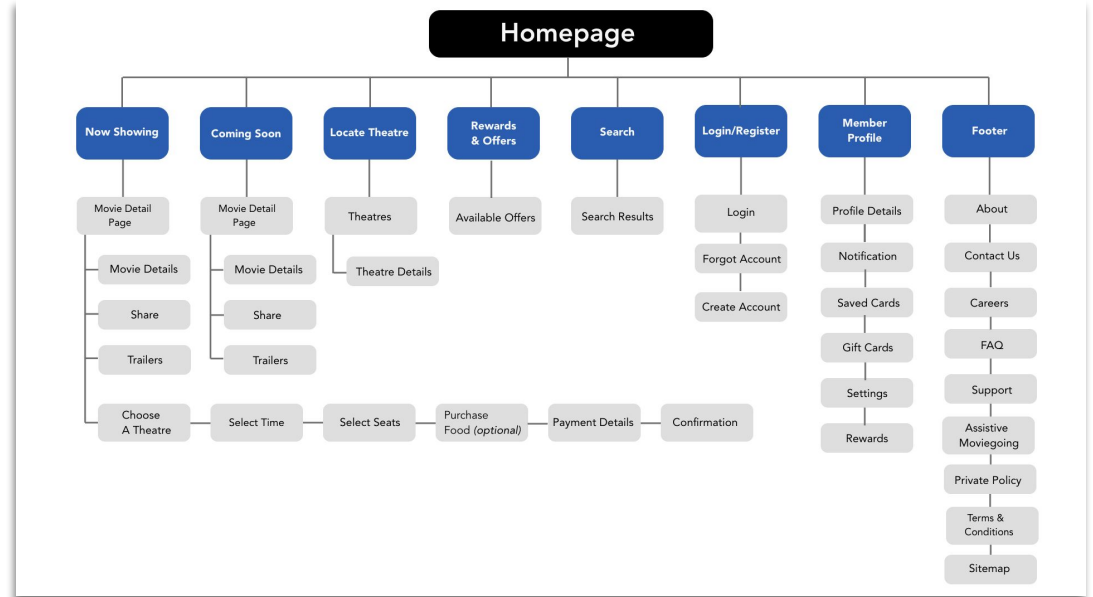 Homepage
Now Showing
Coming Soon
Locate Theatre
Rewards
& Offers
Search
Login/Register
Member
Profile
Footer
Movie Detail
Page
Movie Details
Share
Trailers
Choose
A Theatre
Select Time
Select Seats
Purchase
Food (optional)
Payment Details
Confirmation
Movie Detail
Page
Movie Details
Share
Trailers
Theatres
Theatre Details
Available Offers
Search Results
Login
Forgot Account
Create Account
Profile Details
Notification
Saved Cards
Gift Cards
Settings
Rewards
About
Contact Us
Careers
FAQ
Support
Assistive
Moviegoing
Private Policy
Terms &
Conditions
Sitemap